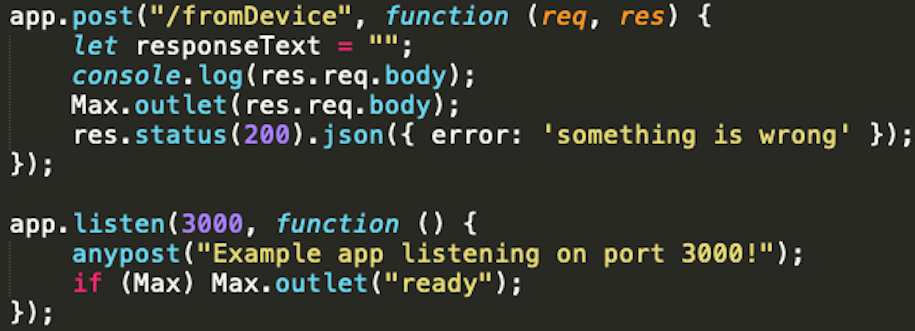 app.post("/fromDevice", function (req, res) {
    let responseText = "";
    console.log(res.req.body);
    Max.outlet(res.req.body);
    res.status(200).json({ error: 'something is wrong' });
});

app.listen(3000, function () {
    anypost("Example app listening on port 3000!");
    if (Max) Max.outlet("ready");
});